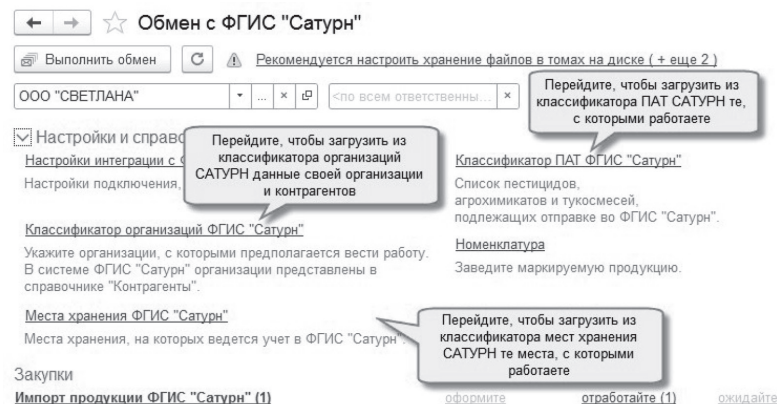 Обмен с ФГИС "Сатурн"
Выполнить обмен
Рекомендуется настроить хранение файлов в томах на диске ( + еще 2 )
ООО "СВЕТЛАНА"
<по всем ответственны...
Перейдите, чтобы загрузить из
классификатора ПАТ САТУРН те,
с которыми работаете
Настройки и справо
Перейдите, чтобы загрузить из
классификатора организаций
САТУРН данные своей организации
и контрагентов
Настройки интеграции с
Настройки подключения,
Классификатор ПАТ ФГИС "Сатурн"
Список пестицидов,
агрохимикатов и тукосмесей,
подлежащих отправке во ФГИС "Сатурн".
Классификатор организаций ФГИС "Сатурн"
Укажите организации, с которыми предполагается вести работу.
В системе ФГИС "Сатурн" организации представлены в
справочнике "Контрагенты".
Номенклатура
Заведите маркируемую продукцию.
Места хранения ФГИС "Сатурн"
Места хранения, на которых ведется учет в ФГИС "Сатурн".
Перейдите, чтобы загрузить из
классификатора мест хранения
САТУРН те места, с которыми
работаете
Закупки
Импорт продукции ФГИС "Сатурн" (1)
оформите
отработайте (1)
ожидайте